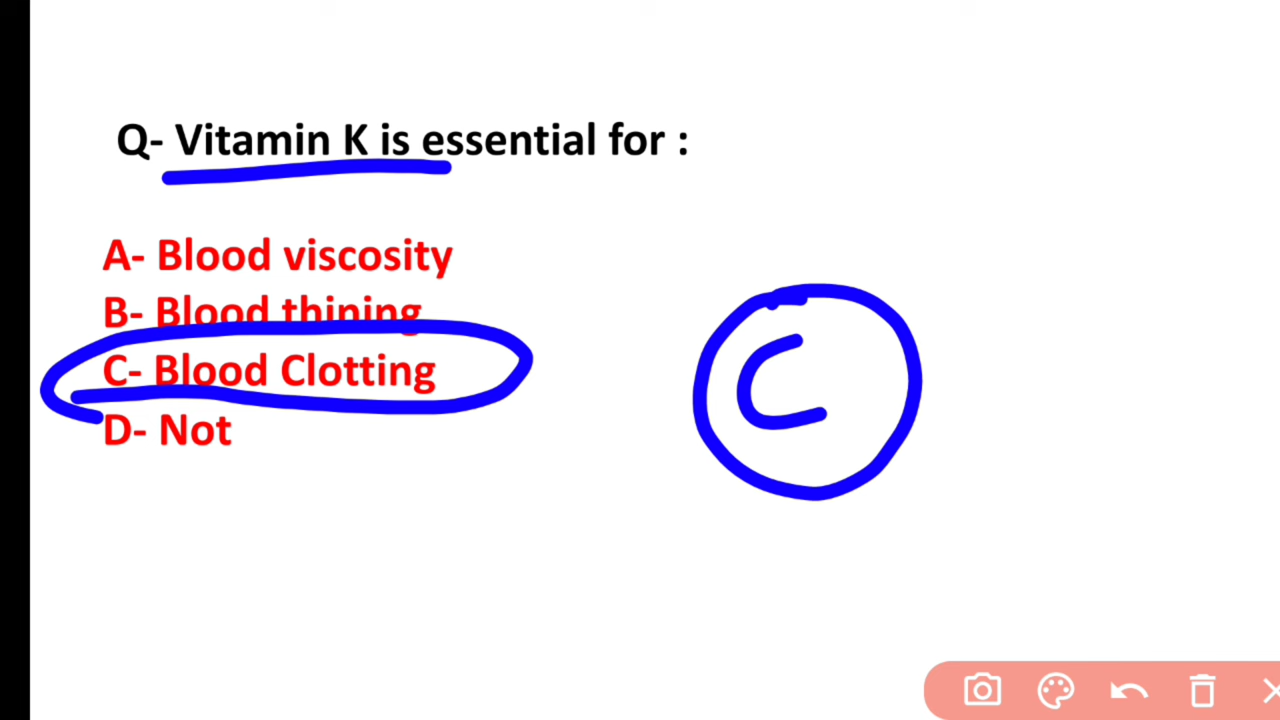 Q- Vitamin K is essential for :
A- Blood viscosity
B- Blood thining
C- Blood Clotting
C
D- Not